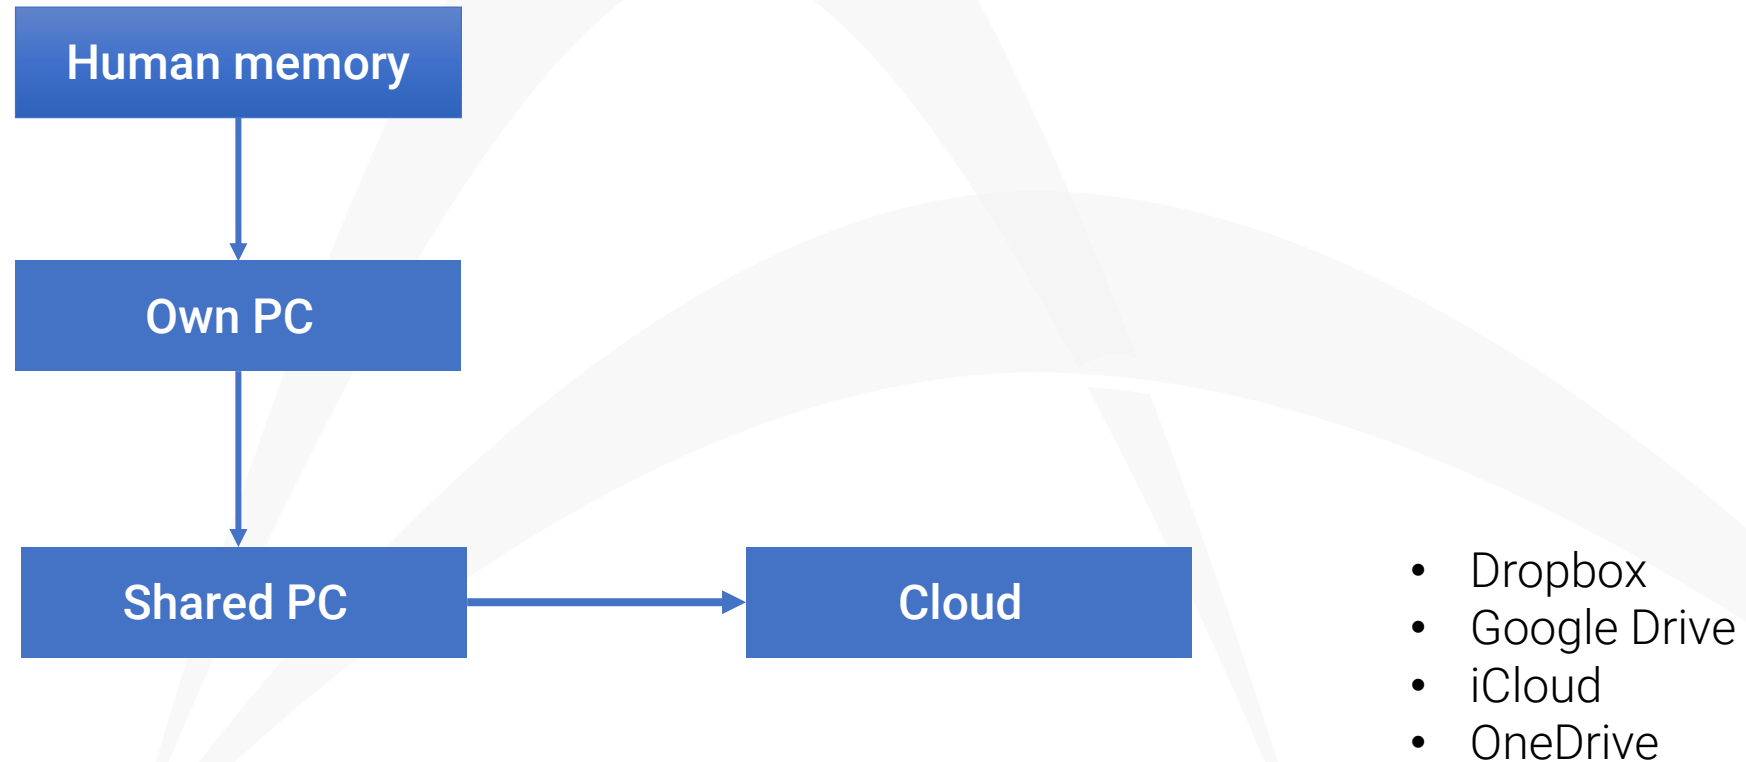 Human memory
Own PC
Shared PC
Cloud
• Dropbox
• Google Drive
• iCloud
• OneDrive